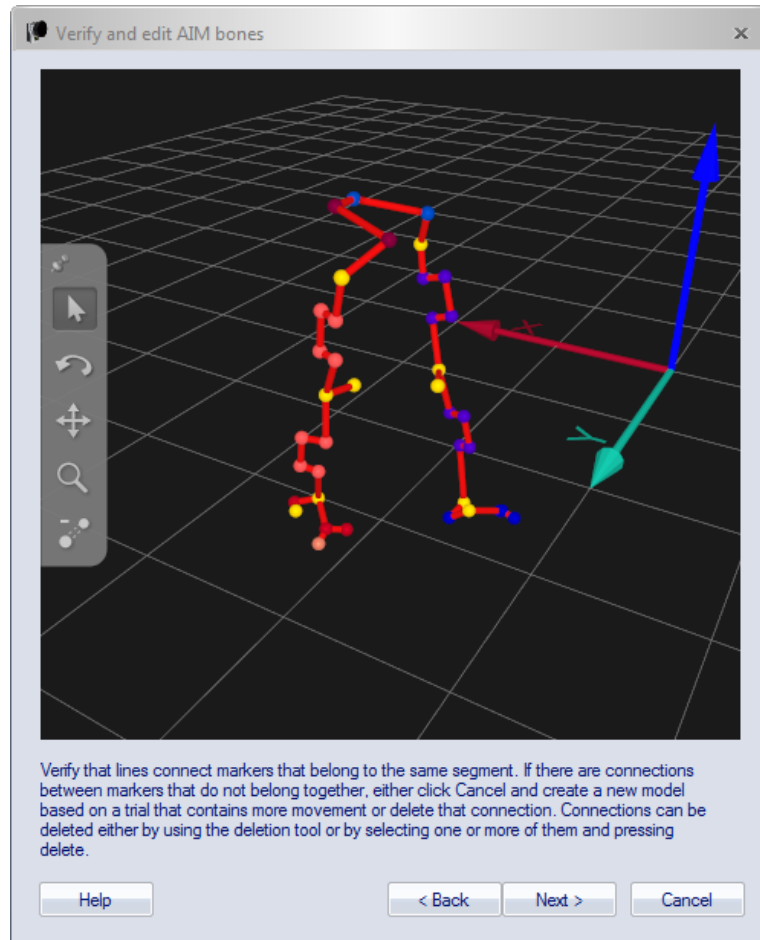 Verify and edit AIM bones
X
Y
Verify that lines connect markers that belong to the same segment. If there are connections
between markers that do not belong together, either click Cancel and create a new model
based on a trial that contains more movement or delete that connection. Connections can be
deleted either by using the deletion tool or by selecting one or more of them and pressing
delete.
Help
< Back
Next >
Cancel